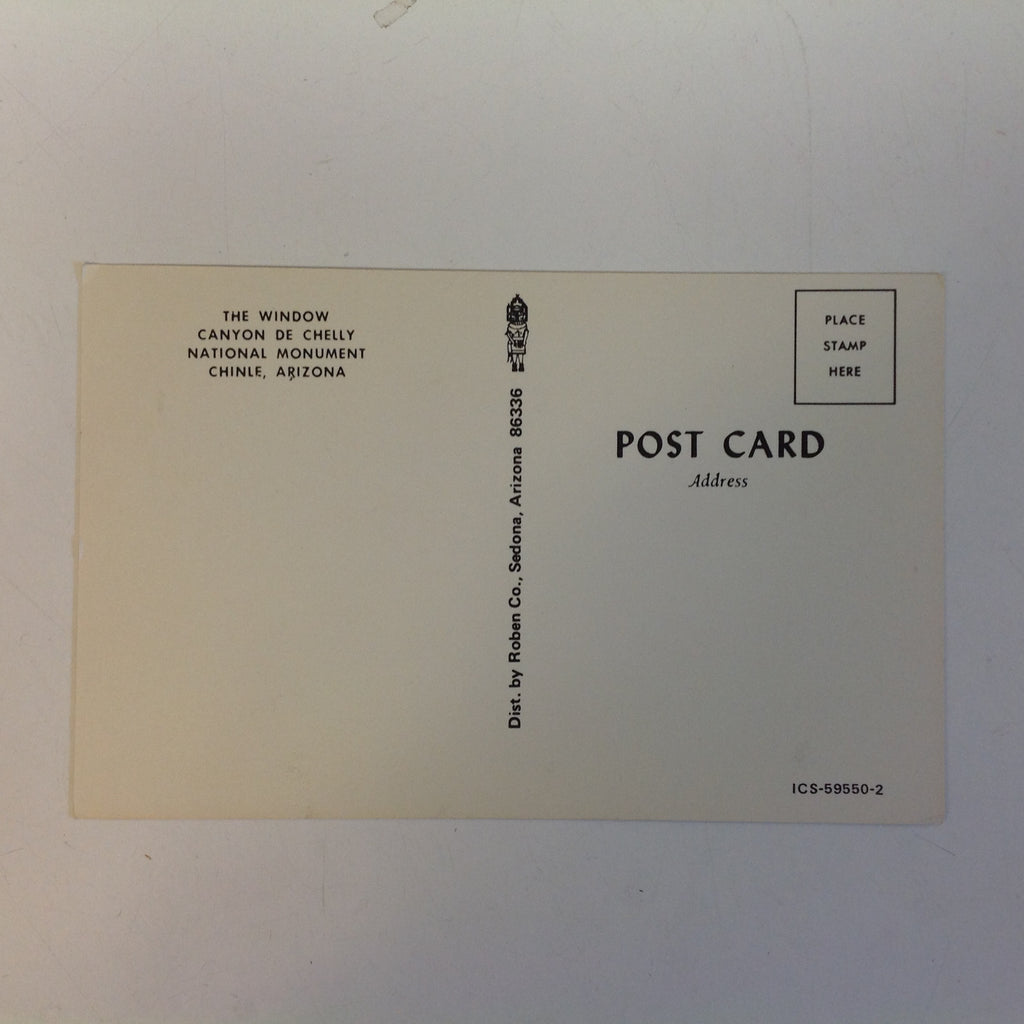 THE WINDOW
CANYON DE CHELLY
NATIONAL MONUMENT
CHINLE, ARIZONA
Dist. by Roben Co., Sedona, Arizona 86336
PLACE
STAMP
HERE
POST CARD
Address
ICS-59550-2